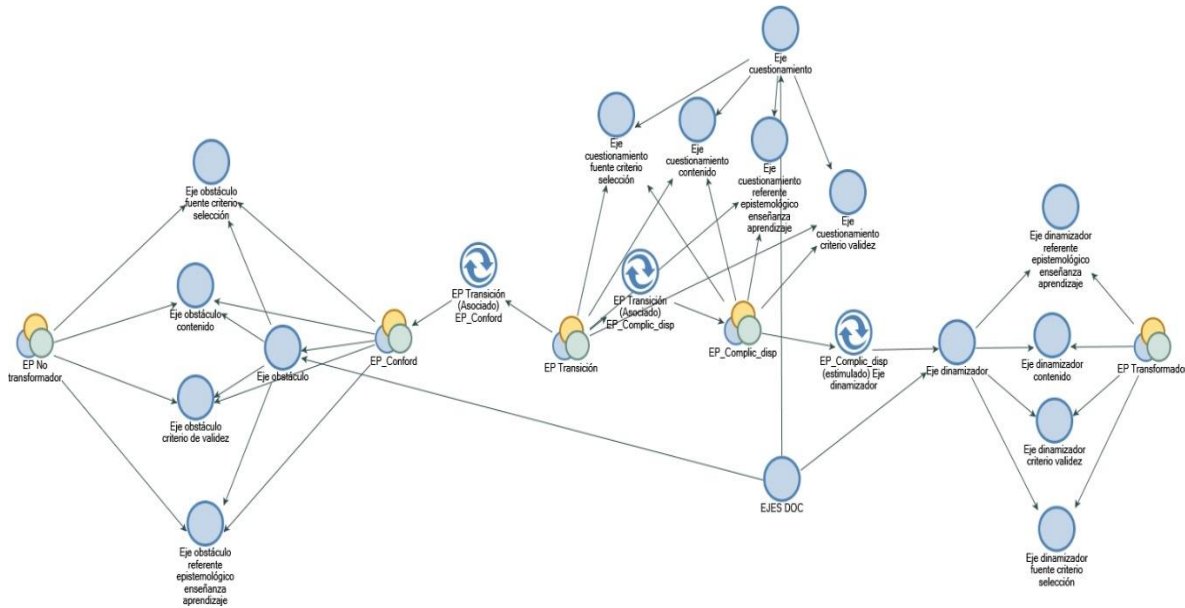 Eje
cuestionamiento
Eje
cuestionamiento
fuente criterio
selección
Eje
cuestionamiento
contenido
Eje
cuestionamiento
referente
epistemológico
enseñanza
aprendizaje
Eje
cuestionamiento
criterio validez
Eje obstáculo
fuente criterio
selección
Eje dinamizador
referente
epistemológico
enseñanza
aprendizaje
EP Transición
(Asociado)
EP_Conford
EP Transición
(Asociado)
EP_Complic_disp
Eje obstáculo
contenido
EP No
transformador
Eje obstáculo
EP_Conford
EP Transición
EP_Complic_disp
EP_Complic_disp
(estimulado) Eje
dinamizador
Eje dinamizador
Eje dinamizador
contenido
EP Transformado
Eje obstáculo
criterio de validez
Eje dinamizador
criterio validez
EJES DOC
Eje obstáculo
referente
epistemológico
enseñanza
aprendizaje
Eje dinamizador
fuente criterio
selección